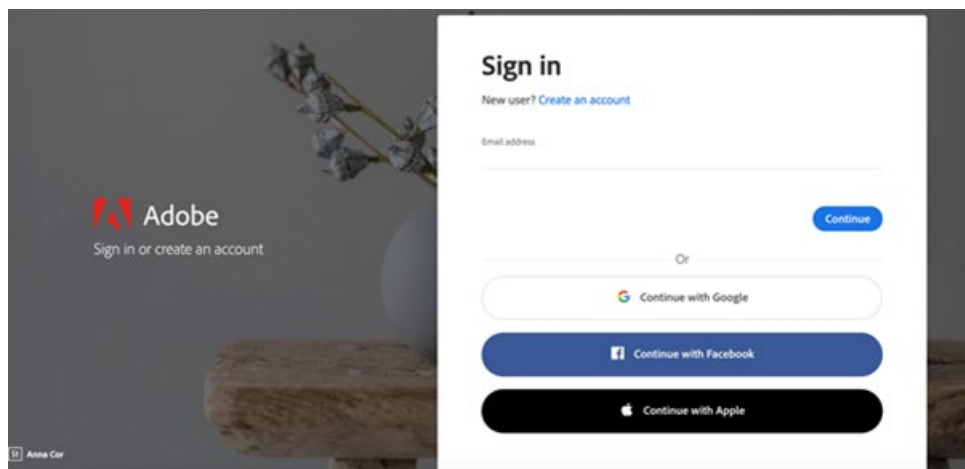 Adobe
Sign in or create an account
St Anna Cor
Sign in
New user? Create an account
Email address
Continue
Or
Continue with Google
Continue with Facebook
Continue with Apple